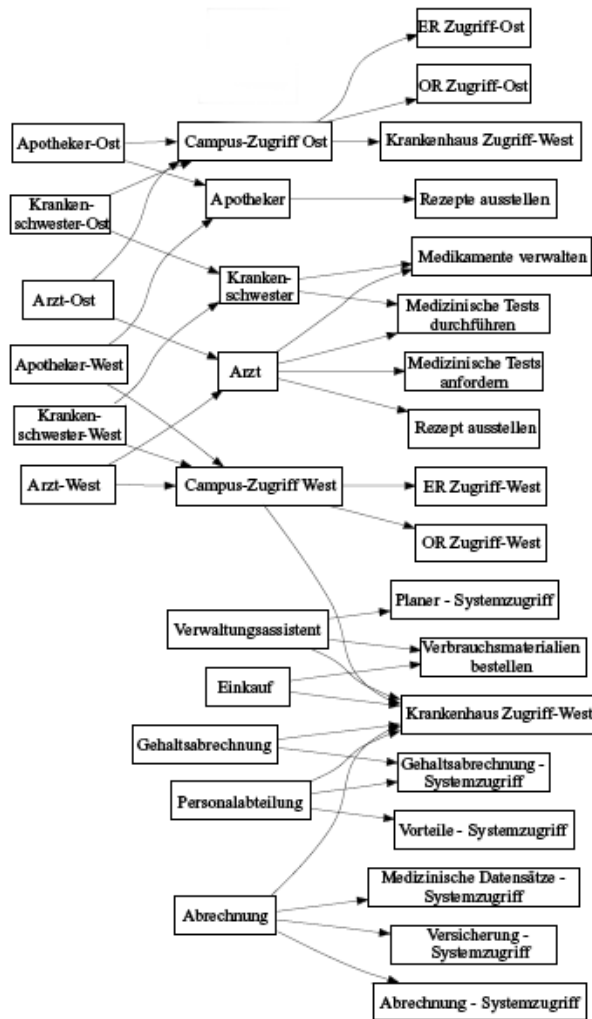 ER Zugriff-Ost
OR Zugriff-Ost
Apotheker-Ost
Campus-Zugriff Ost
Krankenhaus Zugriff-West
Kranken-
schwester-Ost
Apotheker
Rezepte ausstellen
Medikamente verwalten
Kranken-
schwester
Arzt-Ost
Medizinische Tests
durchführen
Apotheker-West
Arzt
Medizinische Tests
anfordern
Kranken-
schwester-West
Rezept ausstellen
Arzt-West
Campus-Zugriff West
ER Zugriff-West
OR Zugriff-West
Planer - Systemzugriff
Verwaltungsassistent
Verbrauchsmaterialien
bestellen
Einkauf
Krankenhaus Zugriff-West
Gehaltsabrechnung
Gehaltsabrechnung -
Systemzugriff
Personalabteilung
Vorteile - Systemzugriff
Medizinische Datensätze -
Systemzugriff
Abrechnung
Versicherung -
Systemzugriff
Abrechnung - Systemzugriff